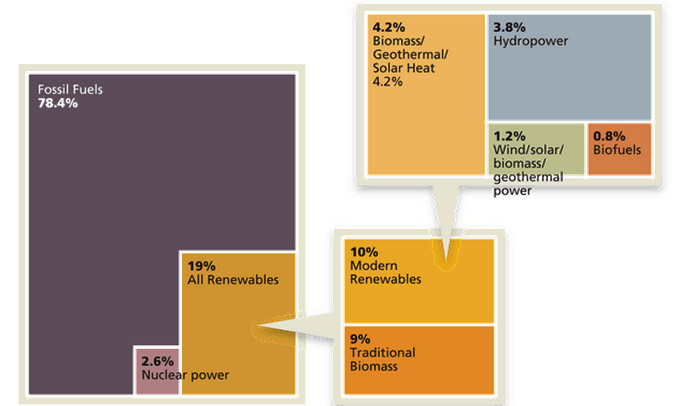 Fossil Fuels
78.4%
19%
All Renewables
2.6%
Nuclear power
10%
Modern
Renewables
9%
Traditional
Biomass
4.2%
Biomass/
Geothermal/
Solar Heat
4.2%
3.8%
Hydropower
1.2%
Wind/solar/
biomass/
geothermal
power
0.8%
Biofuels